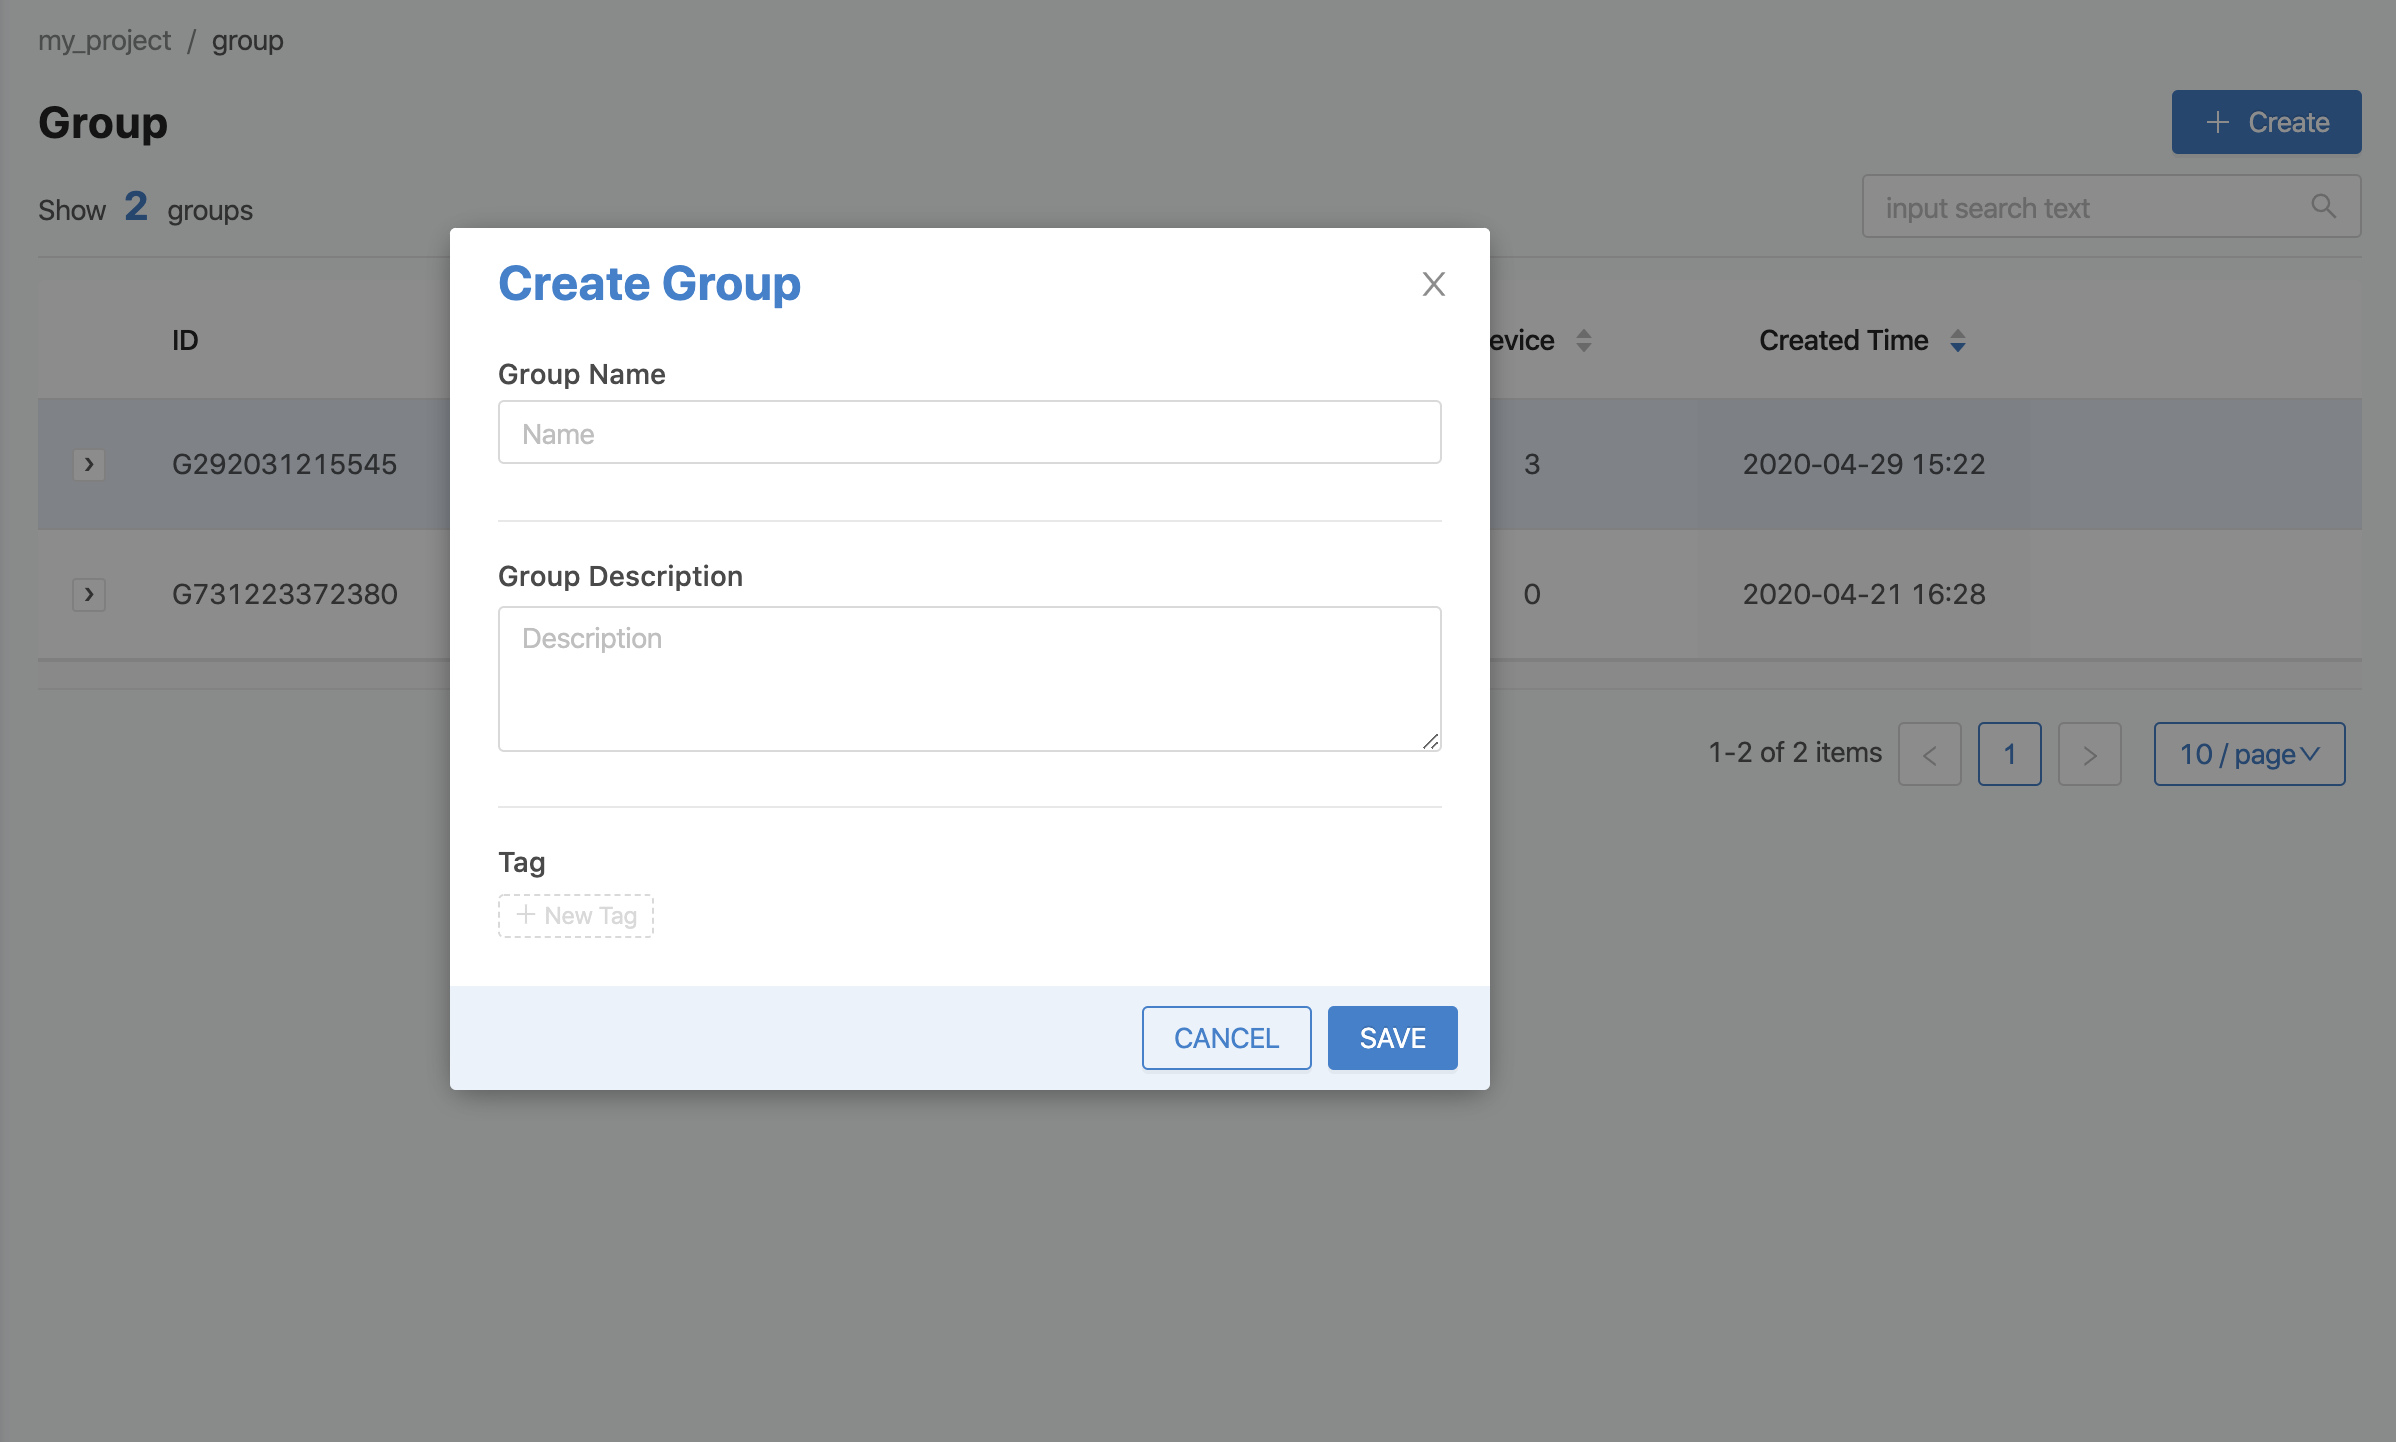 my_project / group
Group
+ Create
Show 2 groups
input search text
Create Group
ID
evice
Created Time
Group Name
Name
G292031215545
3
2020-04-29 15:22
Group Description
G731223372380
0
2020-04-21 16:28
Description
1-2 of 2 items
<
1
>
10 / page
Tag
+ New Tag
CANCEL
SAVE